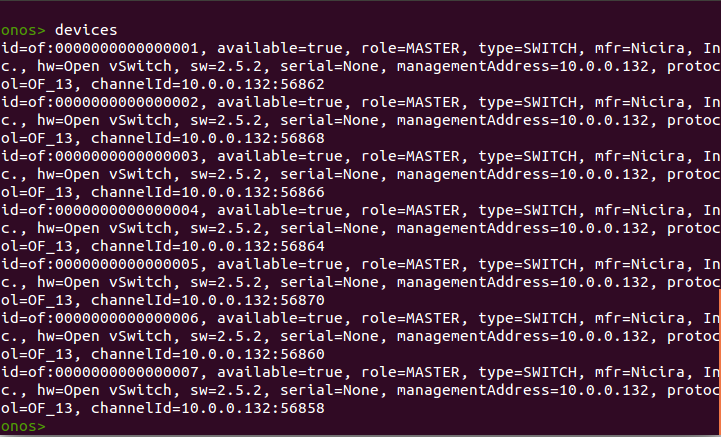 onos> devices
id=of:0000000000000001, available=true, role=MASTER, type=SWITCH, mfr=Nicira, In
c., hw=Open vSwitch, sw=2.5.2, serial=None, managementAddress=10.0.0.132, protoc
ol=OF_13, channelId=10.0.0.132:56862
id=of:0000000000000002, available=true, role=MASTER, type=SWITCH, mfr=Nicira, In
c., hw=Open vSwitch, sw=2.5.2, serial=None, managementAddress=10.0.0.132, protoc
ol=OF_13, channelId=10.0.0.132:56868
id=of:0000000000000003, available=true, role=MASTER, type=SWITCH, mfr=Nicira, In
c., hw=Open vSwitch, sw=2.5.2, serial=None, managementAddress=10.0.0.132, protoc
ol=OF_13, channelId=10.0.0.132:56866
id=of:0000000000000004, available=true, role=MASTER, type=SWITCH, mfr=Nicira, In
c., hw=Open vSwitch, sw=2.5.2, serial=None, managementAddress=10.0.0.132, protoc
ol=OF_13, channelId=10.0.0.132:56864
id=of:0000000000000005, available=true, role=MASTER, type=SWITCH, mfr=Nicira, In
c., hw=Open vSwitch, sw=2.5.2, serial=None, managementAddress=10.0.0.132, protoc
ol=OF_13, channelId=10.0.0.132:56870
id=of:0000000000000006, available=true, role=MASTER, type=SWITCH, mfr=Nicira, In
c., hw=Open vSwitch, sw=2.5.2, serial=None, managementAddress=10.0.0.132, protoc
ol=OF_13, channelId=10.0.0.132:56860
id=of:0000000000000007, available=true, role=MASTER, type=SWITCH, mfr=Nicira, In
c., hw=Open vSwitch, sw=2.5.2, serial=None, managementAddress=10.0.0.132, protoc
ol=OF_13, channelId=10.0.0.132:56858
onos>